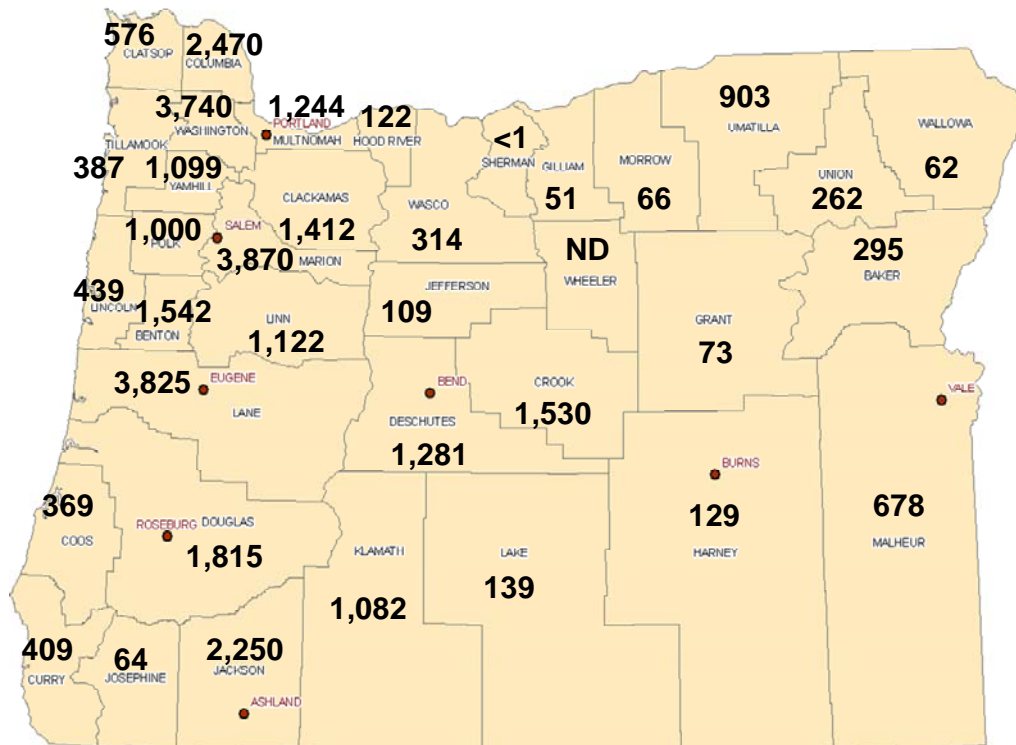 576
CLATSOP
2,470
COLUMBIA
3,740
WASHINGTON
1,244
PORTLAND
MULTNOMAH
122
HOOD RIVER
<1
SHERMAN
903
UMATILLA
WALLOWA
62
TILLAMOOK
387
1,099
YAMHILL
CLACKAMAS
1,412
WASCO
314
GILLIAM
51
MORROW
66
UNION
262
1,000
POLK
SALEM
3,870
MARION
ND
WHEELER
295
BAKER
439
LINCOLN
1,542
BENTON
LINN
1,122
JEFFERSON
109
GRANT
73
3,825
EUGENE
LANE
BEND
DESCHUTES
1,281
CROOK
1,530
VALE
369
COOS
ROSEBURG
DOUGLAS
1,815
KLAMATH
1,082
LAKE
139
BURNS
129
HARNEY
678
MALHEUR
409
CURRY
64
JOSEPHINE
2,250
JACKSON
ASHLAND